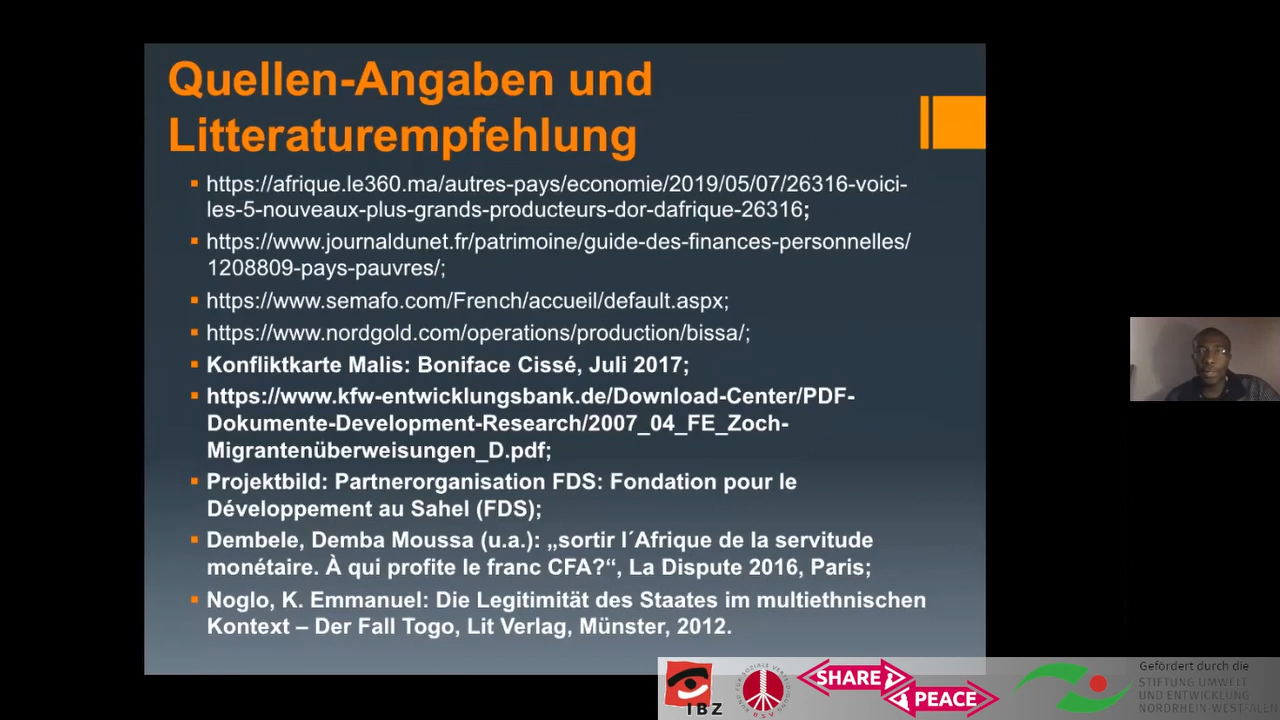 Quellen-Angaben und
Litteraturempfehlung
https://afrique.le360.ma/autres-pays/economie/2019/05/07/26316-voici-
les-5-nouveaux-plus-grands-producteurs-dor-dafrique-26316;
https://www.journaldunet.fr/patrimoine/guide-des-finances-personnelles/
1208809-pays-pauvres/;
https://www.semafo.com/French/accueil/default.aspx;
https://www.nordgold.com/operations/production/bissa/;
Konfliktkarte Malis: Boniface Cissé, Juli 2017;
https://www.kfw-entwicklungsbank.de/Download-Center/PDF-
Dokumente-Development-Research/2007_04_FE_Zoch-
Migrantenüberweisungen_D.pdf;
Projektbild: Partnerorganisation FDS: Fondation pour le
Développement au Sahel (FDS);
Dembele, Demba Moussa (u.a.): „sortir l´Afrique de la servitude
monétaire. À qui profite le franc CFA?“, La Dispute 2016, Paris;
Noglo, K. Emmanuel: Die Legitimität des Staates im multiethnischen
Kontext – Der Fall Togo, Lit Verlag, Münster, 2012.
IBZ
BUND FÜR SOZIALE VERTEIDIGUNG
BSV
SHARE
PEACE
Gefördert durch die
STIFTUNG UMWELT
UND ENTWICKLUNG
NORDRHEIN-WESTFALEN